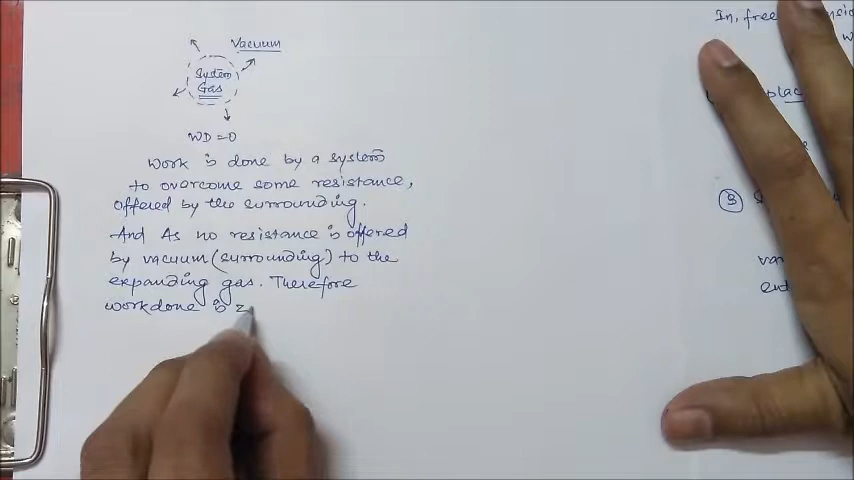 Vacuum
System
Gas
WD = 0
Work is done by a system
to overcome some resistance,
offered by the surrounding.
And As no resistance is offered
by vacuum (surrounding) to the
expanding gas. Therefore
workdone is
In, free
3